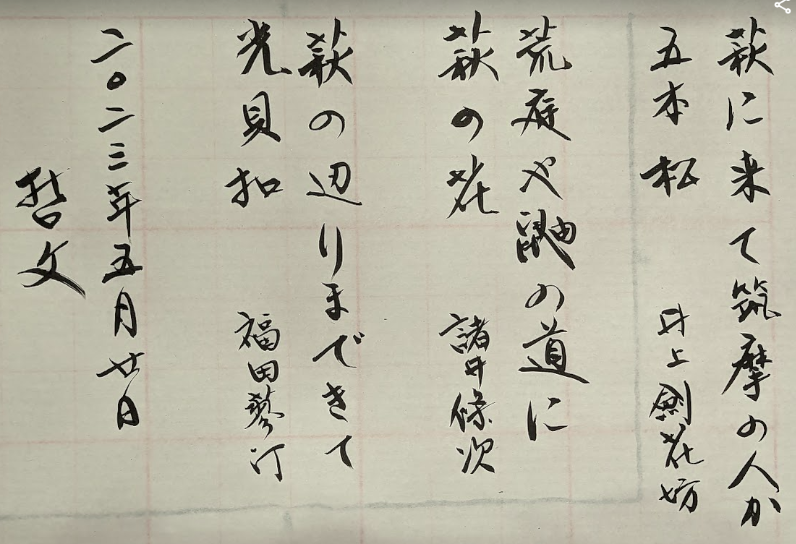 萩に来て筑摩の人か
五本松
井上剣花坊
荒庭や鼬の道に
萩の花
諸井條次
萩の辺りまできて
光貝扣
福田蓼汀
二〇二三年五月廿日
哲文